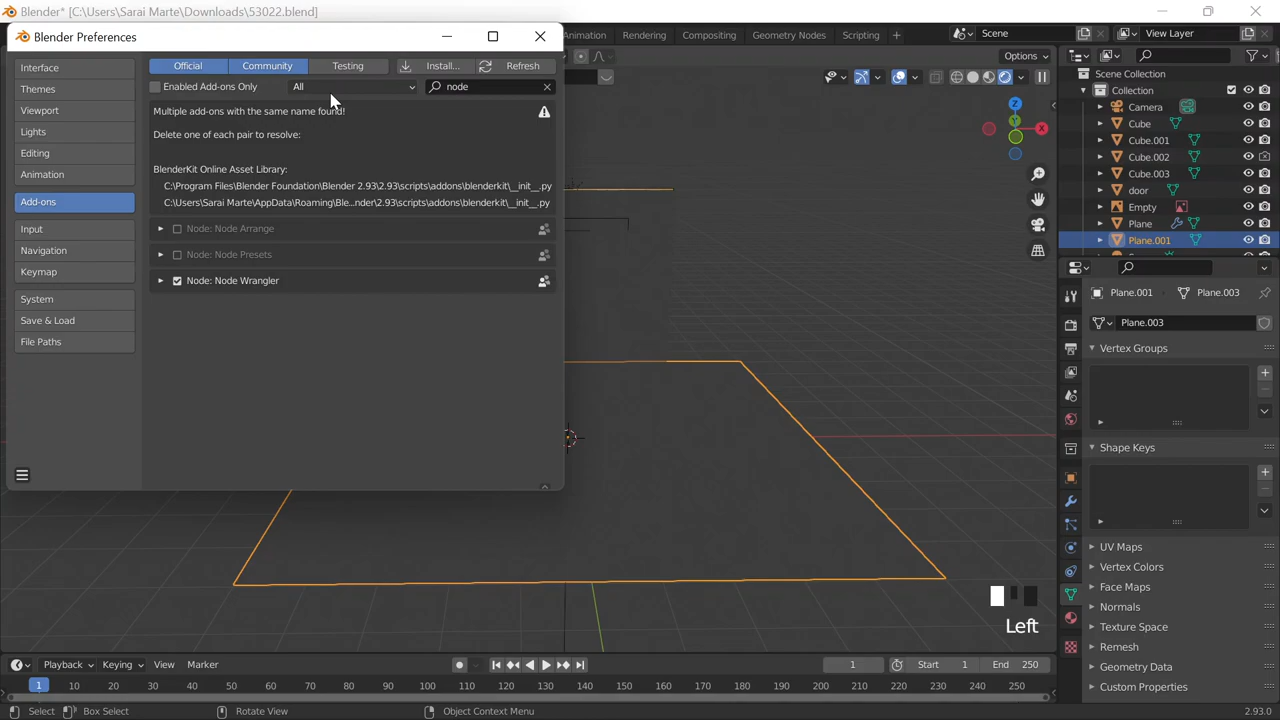 Blender* [C:\Users\Sarai Marte\Downloads\53022.blend]
Blender Preferences
Animation
Rendering
Compositing
Geometry Nodes
Scripting
Scene
View Layer
Interface
Themes
Viewport
Lights
Editing
Animation
Add-ons
Input
Navigation
Keymap
System
Save & Load
File Paths
Official
Community
Testing
Install...
Refresh
Enabled Add-ons Only
All
node
Multiple add-ons with the same name found!
Delete one of each pair to resolve:
BlenderKit Online Asset Library:
C:\Program Files\Blender Foundation\Blender 2.93\2.93\scripts\addons\blenderkit\__init__.py
C:\Users\Sarai Marte\AppData\Roaming\Ble...nder\2.93\scripts\addons\blenderkit\__init__.py
Node: Node Arrange
Node: Node Presets
Node: Node Wrangler
Options
X
Y
Z
Scene Collection
Collection
Camera
Cube
Cube.001
Cube.002
Cube.003
door
Empty
Plane
Plane.001
Plane.001
Plane.003
Plane.003
Vertex Groups
Shape Keys
UV Maps
Vertex Colors
Face Maps
Normals
Texture Space
Remesh
Geometry Data
Custom Properties
Left
Playback
Keying
View
Marker
1
Start 1
End 250
1 10 20 30 40 50 60 70 80 90 100 110 120 130 140 150 160 170 180 190 200 210 220 230 240 250
Select
Box Select
Rotate View
Object Context Menu
2.93.0